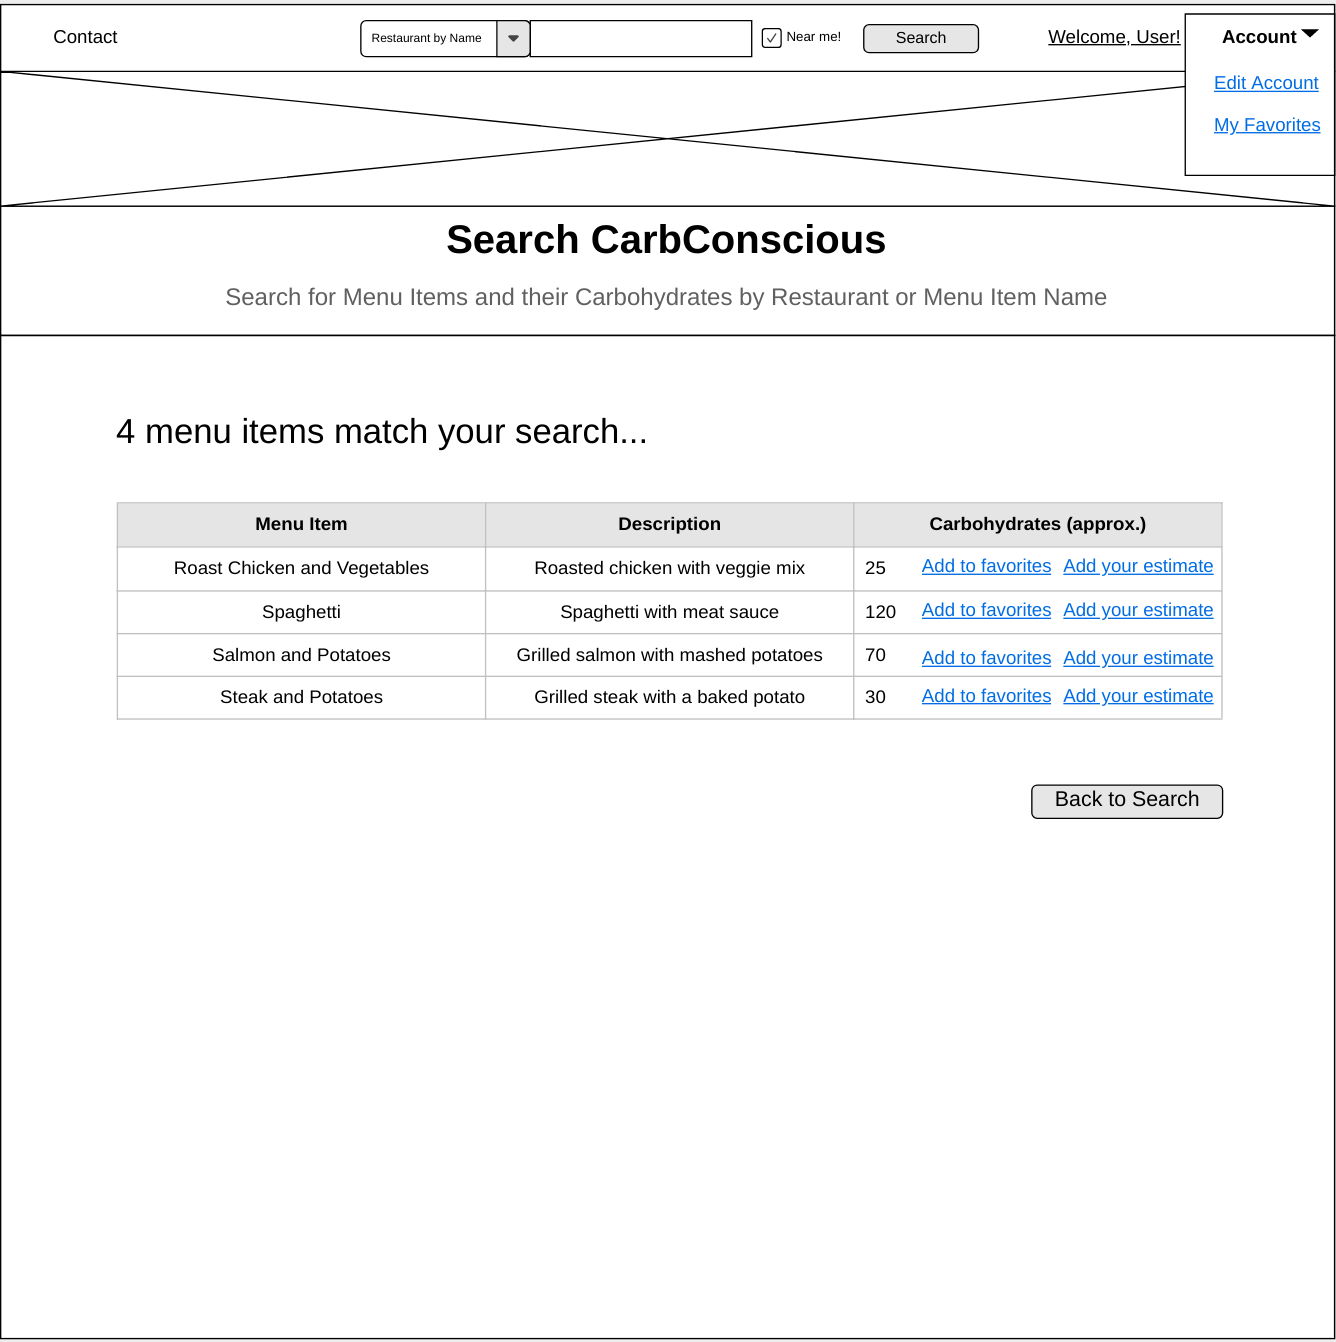 Contact
Restaurant by Name
Near me!
Search
Welcome, User!
Account
Edit Account
My Favorites
Search CarbConscious
Search for Menu Items and their Carbohydrates by Restaurant or Menu Item Name
4 menu items match your search...
Menu Item Description Carbohydrates (approx.)
Roast Chicken and Vegetables Roasted chicken with veggie mix 25 Add to favorites Add your estimate
Spaghetti Spaghetti with meat sauce 120 Add to favorites Add your estimate
Salmon and Potatoes Grilled salmon with mashed potatoes 70 Add to favorites Add your estimate
Steak and Potatoes Grilled steak with a baked potato 30 Add to favorites Add your estimate
Back to Search